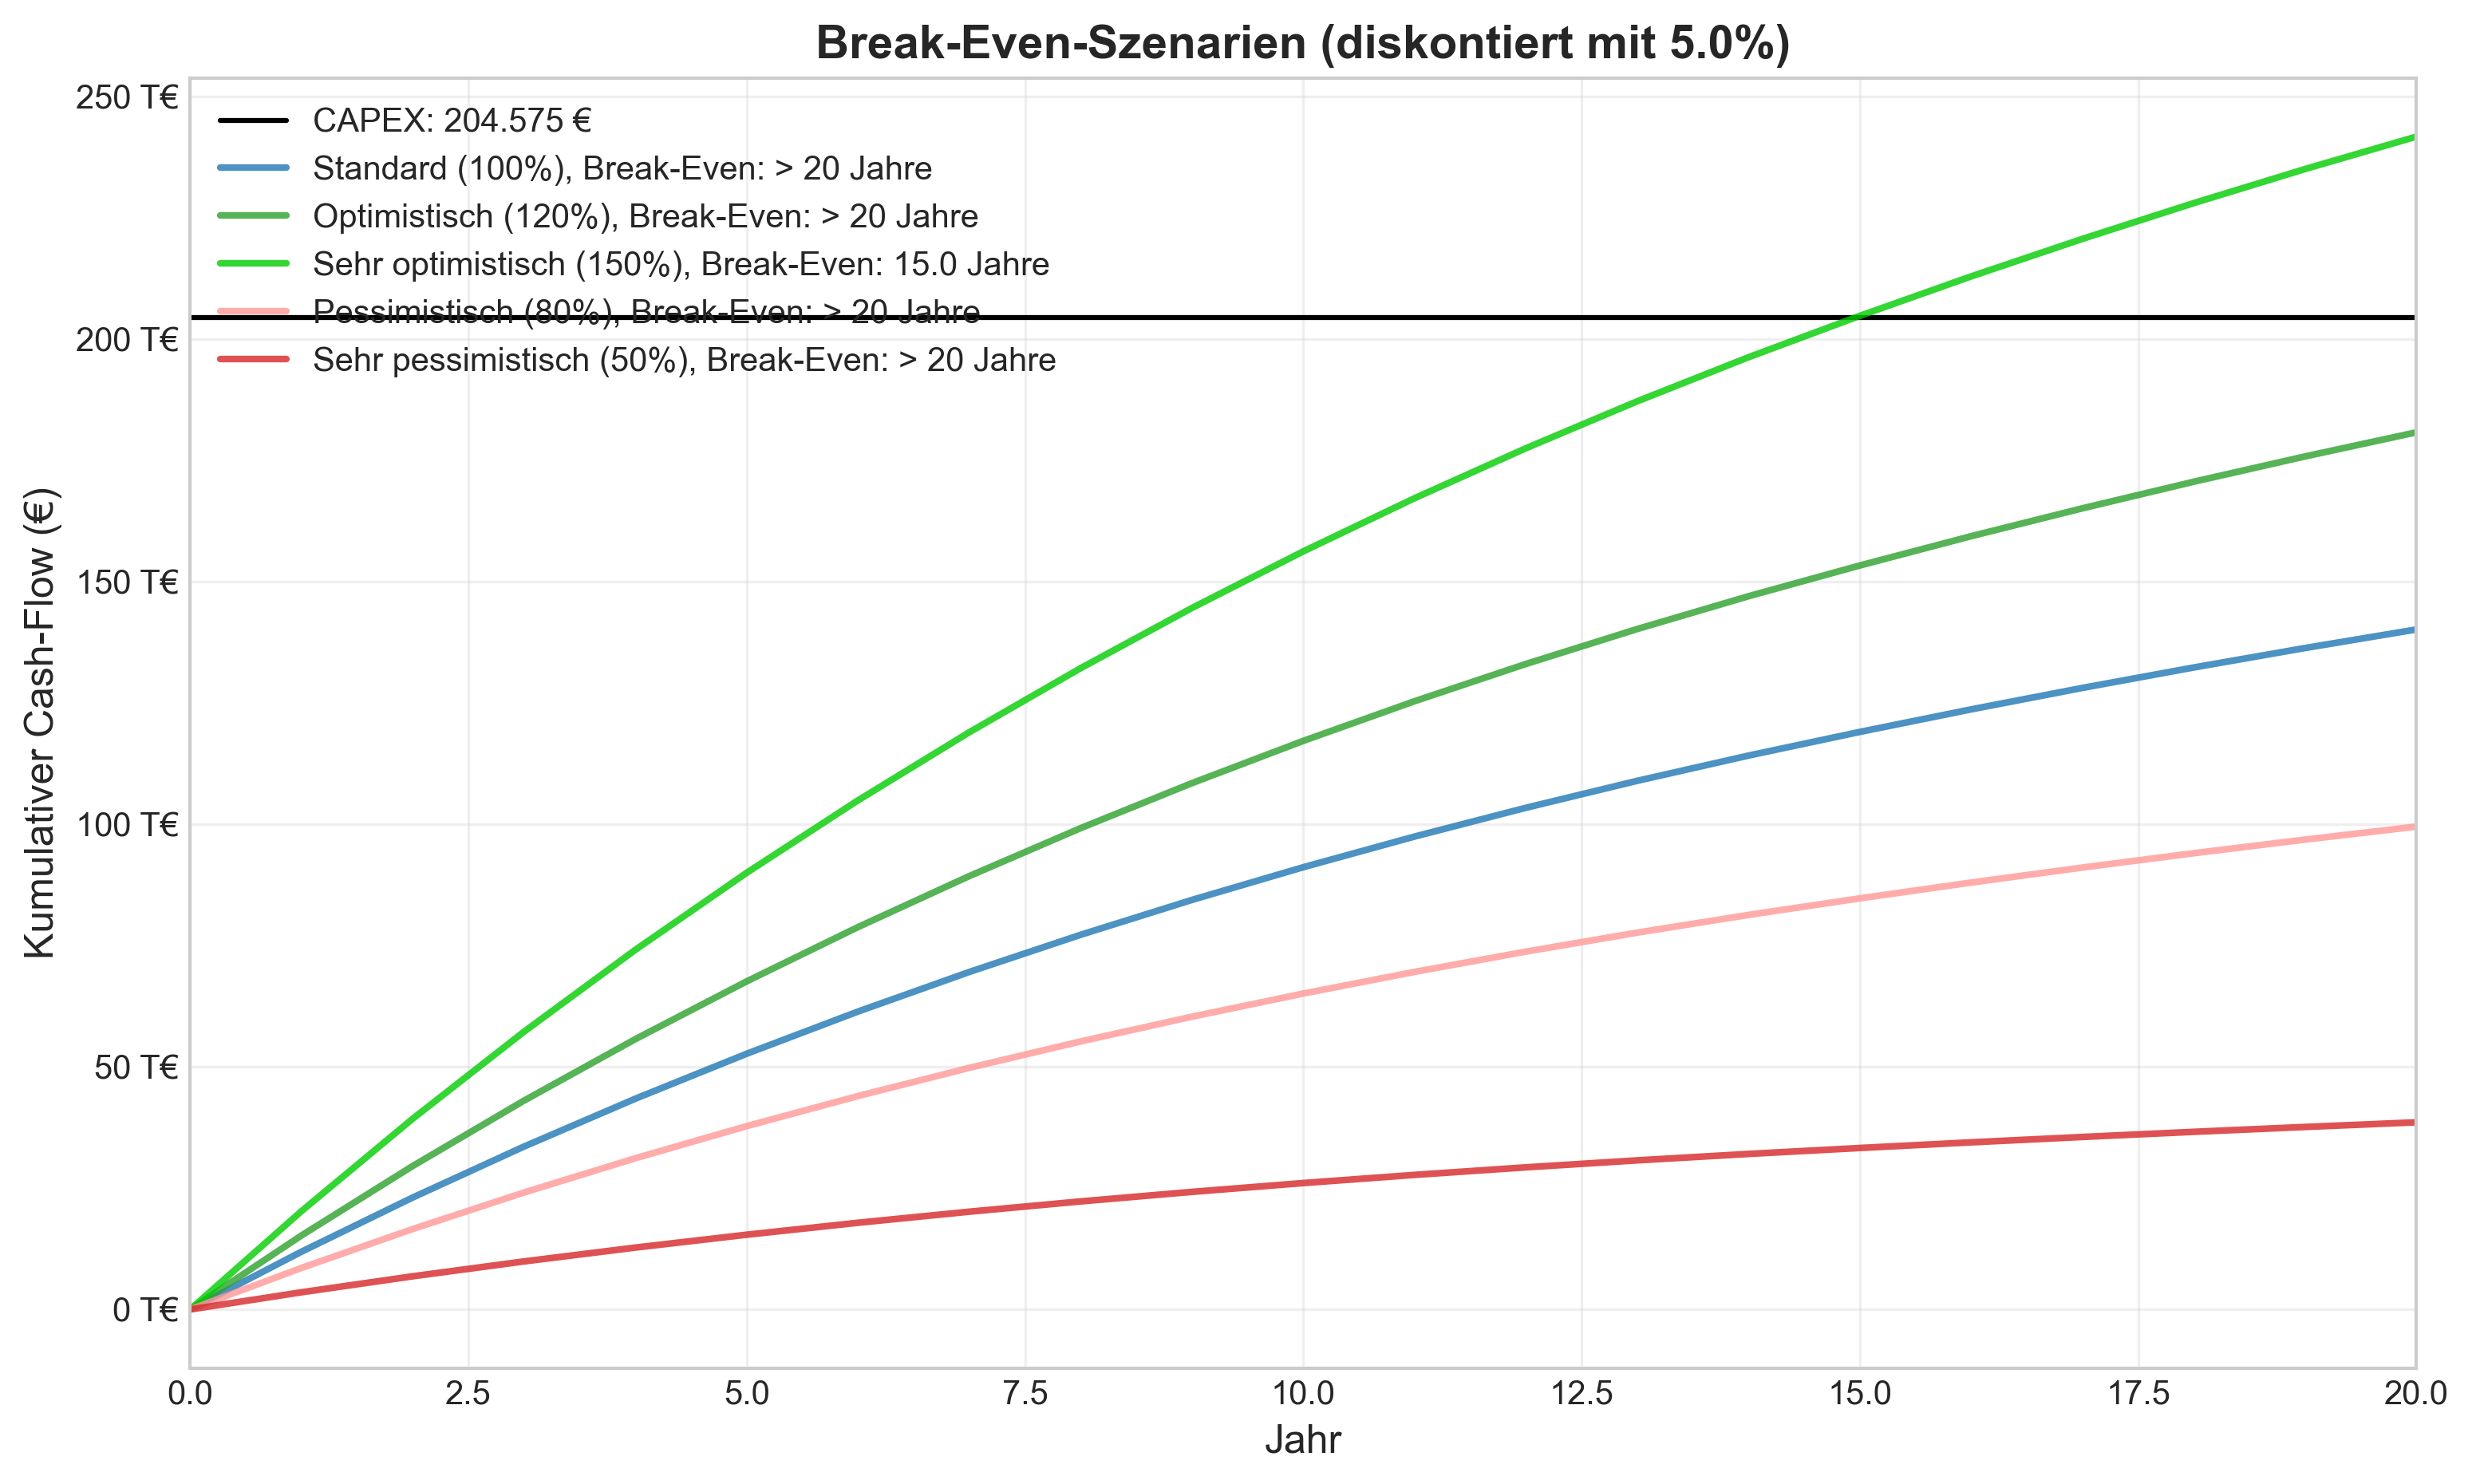 Break-Even-Szenarien (diskontiert mit 5.0%)
250 T€
200 T€
150 T€
100 T€
50 T€
0 T€
Kumulativer Cash-Flow (€)
CAPEX: 204.575 €
Standard (100%), Break-Even: > 20 Jahre
Optimistisch (120%), Break-Even: > 20 Jahre
Sehr optimistisch (150%), Break-Even: 15.0 Jahre
Pessimistisch (80%), Break-Even: > 20 Jahre
Sehr pessimistisch (50%), Break-Even: > 20 Jahre
0.0 2.5 5.0 7.5 10.0 12.5 15.0 17.5 20.0
Jahr